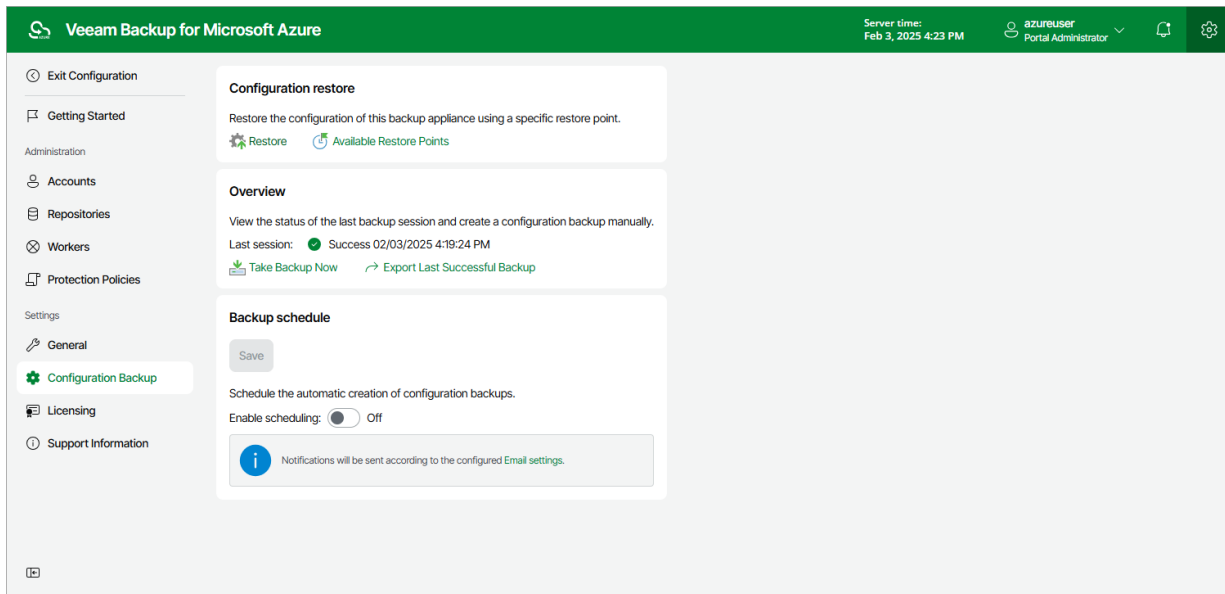 Veeam Backup for Microsoft Azure
Server time:
Feb 3, 2025 4:23 PM
azureuser
Portal Administrator
Exit Configuration
Getting Started
Administration
Accounts
Repositories
Workers
Protection Policies
Settings
General
Configuration Backup
Licensing
Support Information
Configuration restore
Restore the configuration of this backup appliance using a specific restore point.
Restore Available Restore Points
Overview
View the status of the last backup session and create a configuration backup manually.
Last session: Success 02/03/2025 4:19:24 PM
Take Backup Now Export Last Successful Backup
Backup schedule
Save
Schedule the automatic creation of configuration backups.
Enable scheduling: Off
Notifications will be sent according to the configured Email settings.